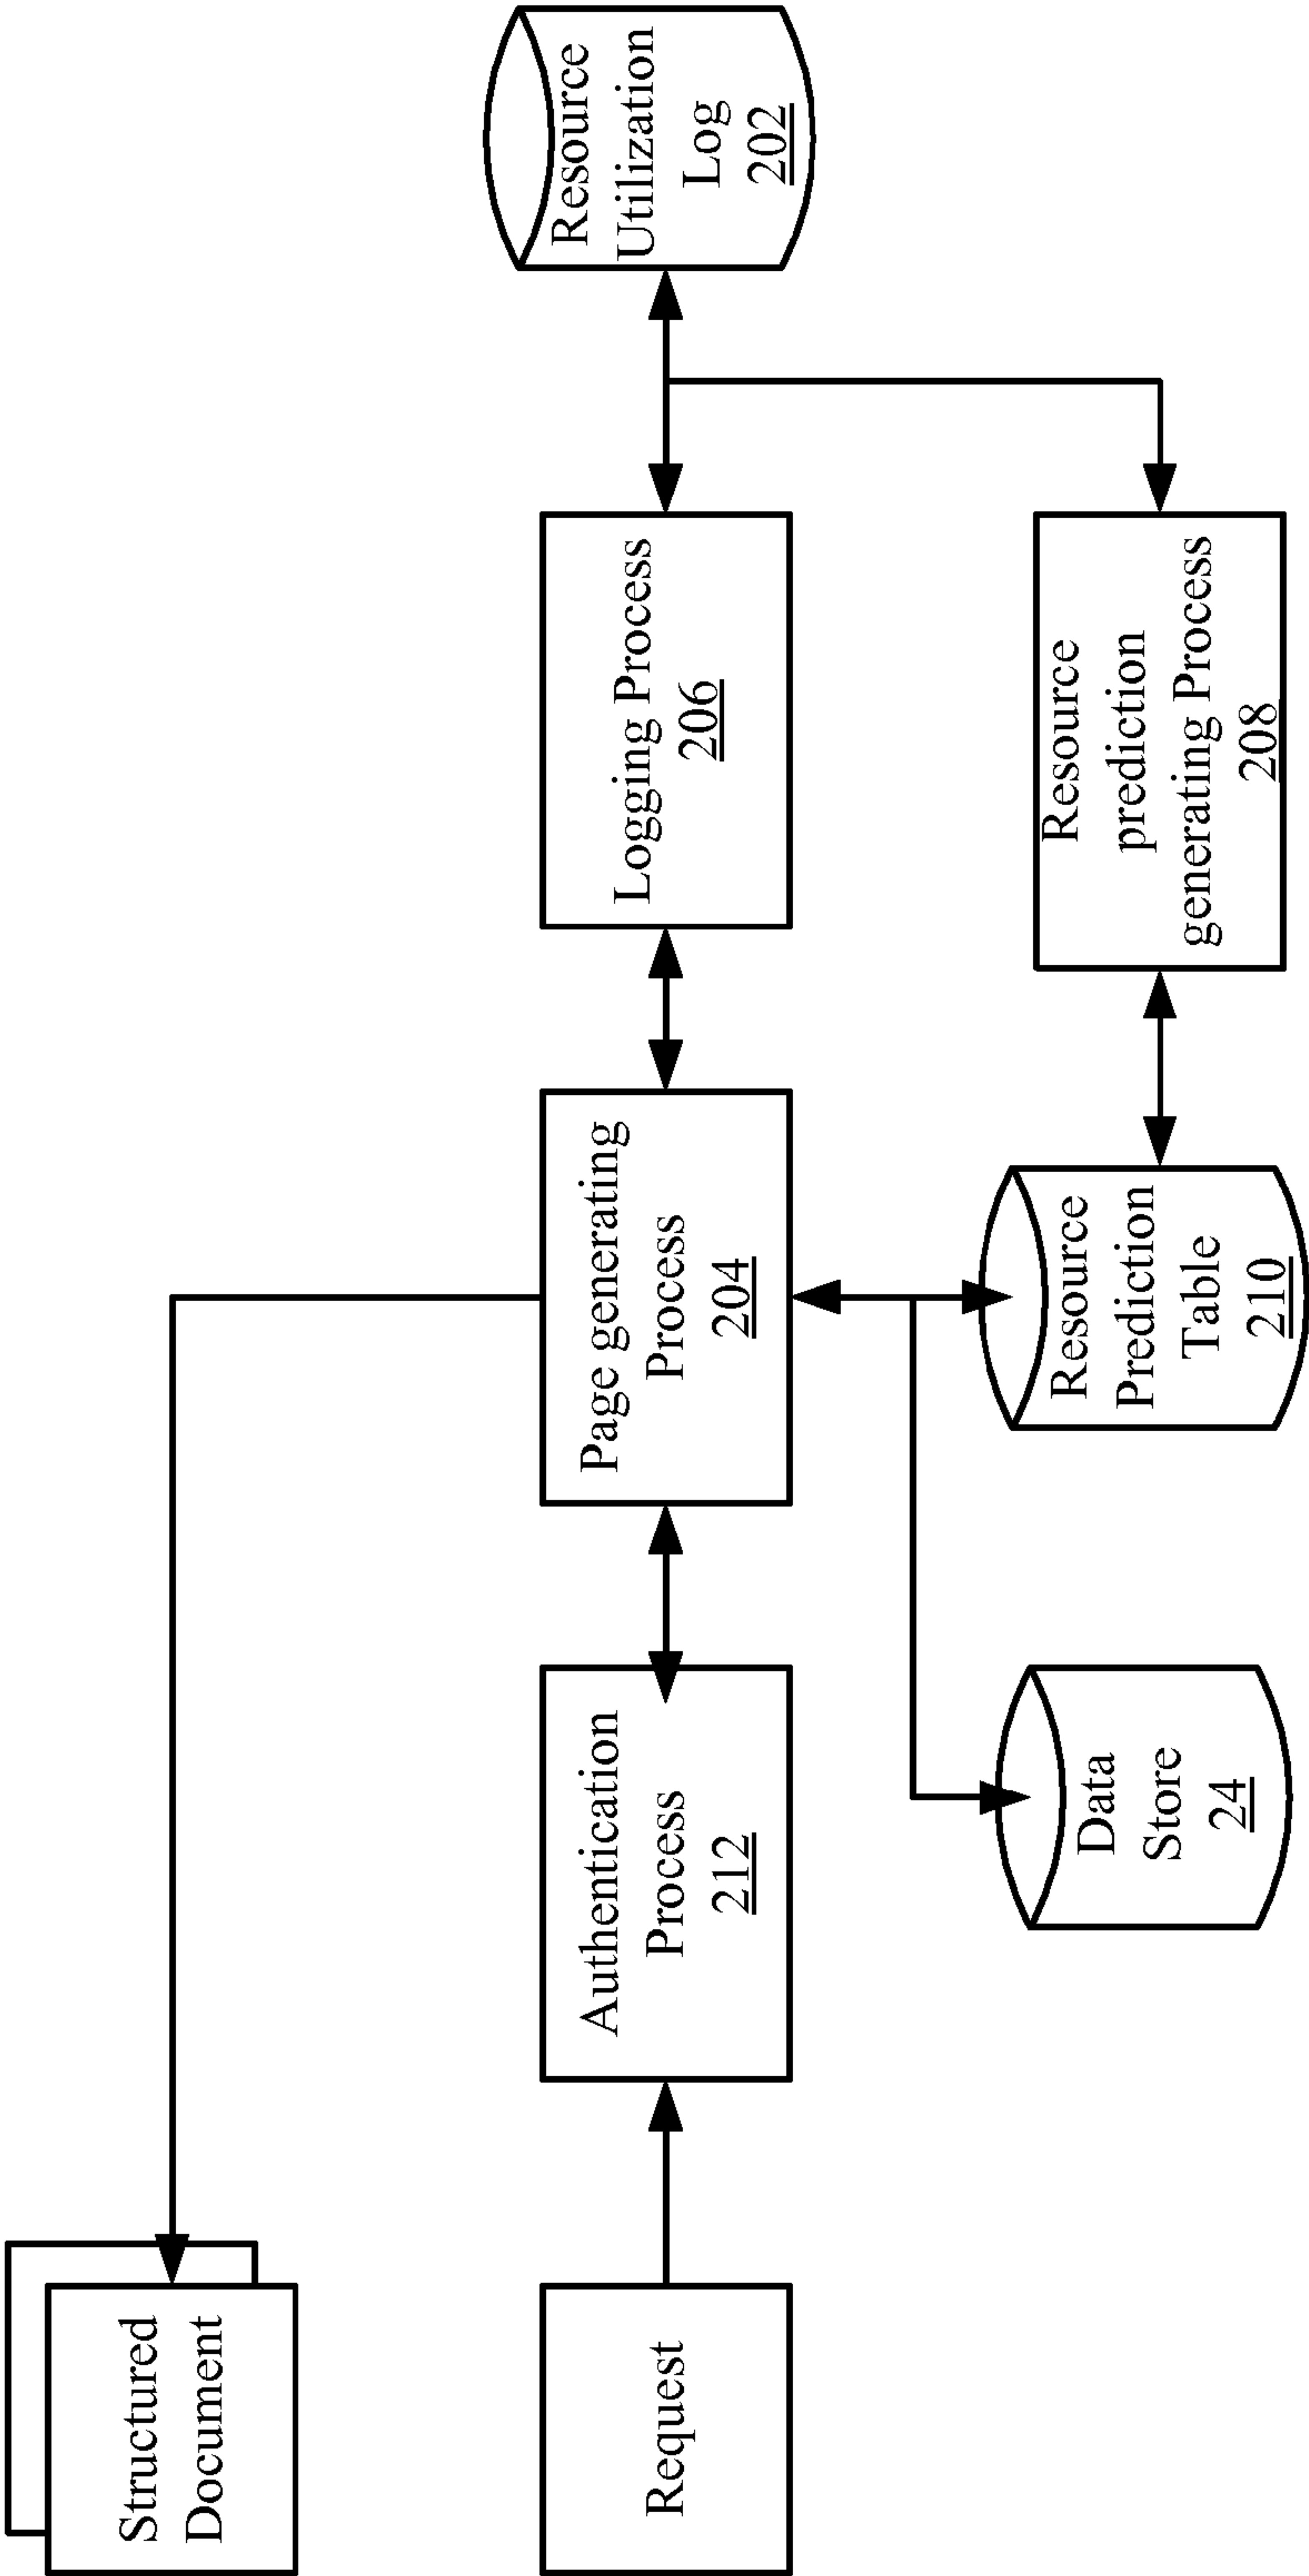 Structured
Document
Request
Authentication
Process
212
Page generating
Process
204
Logging Process
206
Resource
Utilization
Log
202
Data
Store
24
Resource
Prediction
Table
210
Resource
prediction
generating Process
208